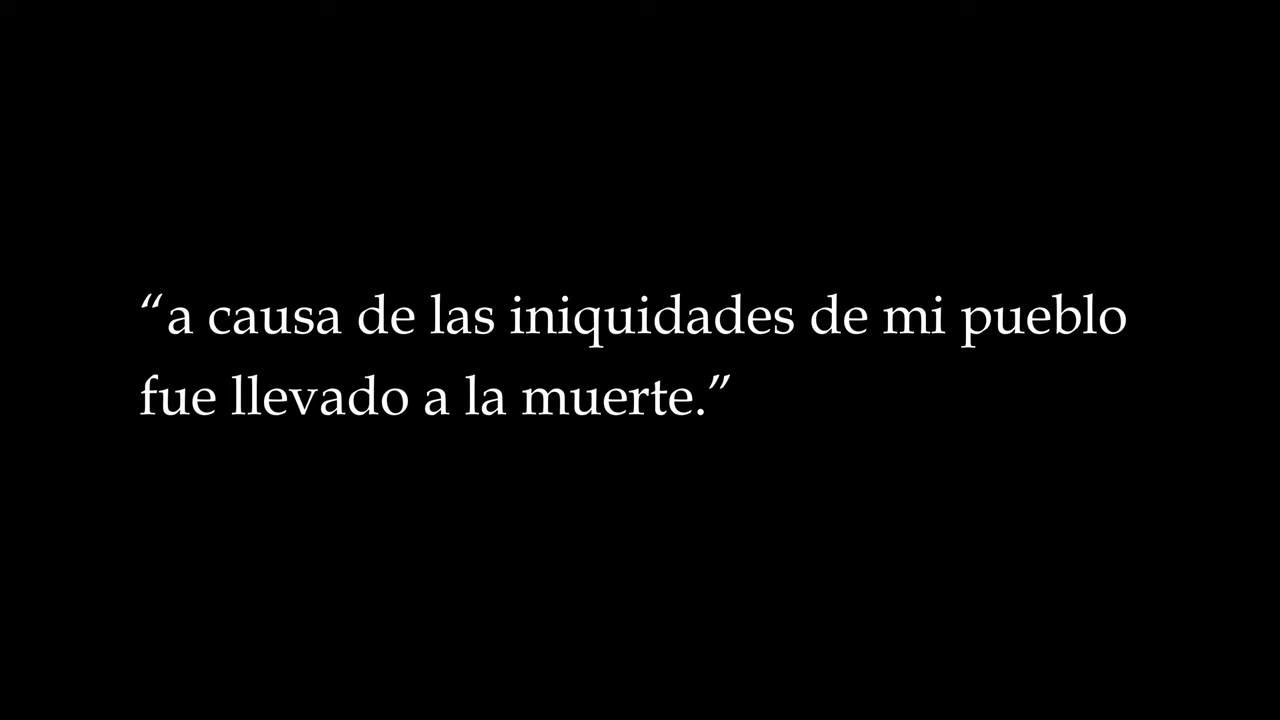 “a causa de las iniquidades de mi pueblo
fue llevado a la muerte.”